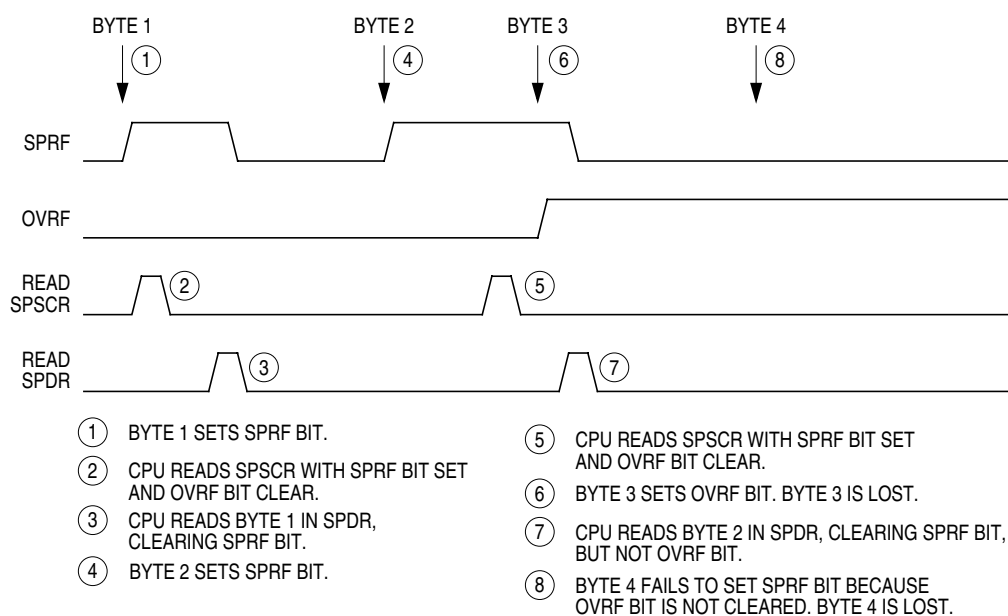 BYTE 1 BYTE 2 BYTE 3 BYTE 4
1 4 6 8
SPRF
OVRF
READ
SPSCR
2 5
READ
SPDR
3 7
1 BYTE 1 SETS SPRF BIT.
2 CPU READS SPSCR WITH SPRF BIT SET
AND OVRF BIT CLEAR.
3 CPU READS BYTE 1 IN SPDR,
CLEARING SPRF BIT.
4 BYTE 2 SETS SPRF BIT.
5 CPU READS SPSCR WITH SPRF BIT SET
AND OVRF BIT CLEAR.
6 BYTE 3 SETS OVRF BIT. BYTE 3 IS LOST.
7 CPU READS BYTE 2 IN SPDR, CLEARING SPRF BIT,
BUT NOT OVRF BIT.
8 BYTE 4 FAILS TO SET SPRF BIT BECAUSE
OVRF BIT IS NOT CLEARED. BYTE 4 IS LOST.